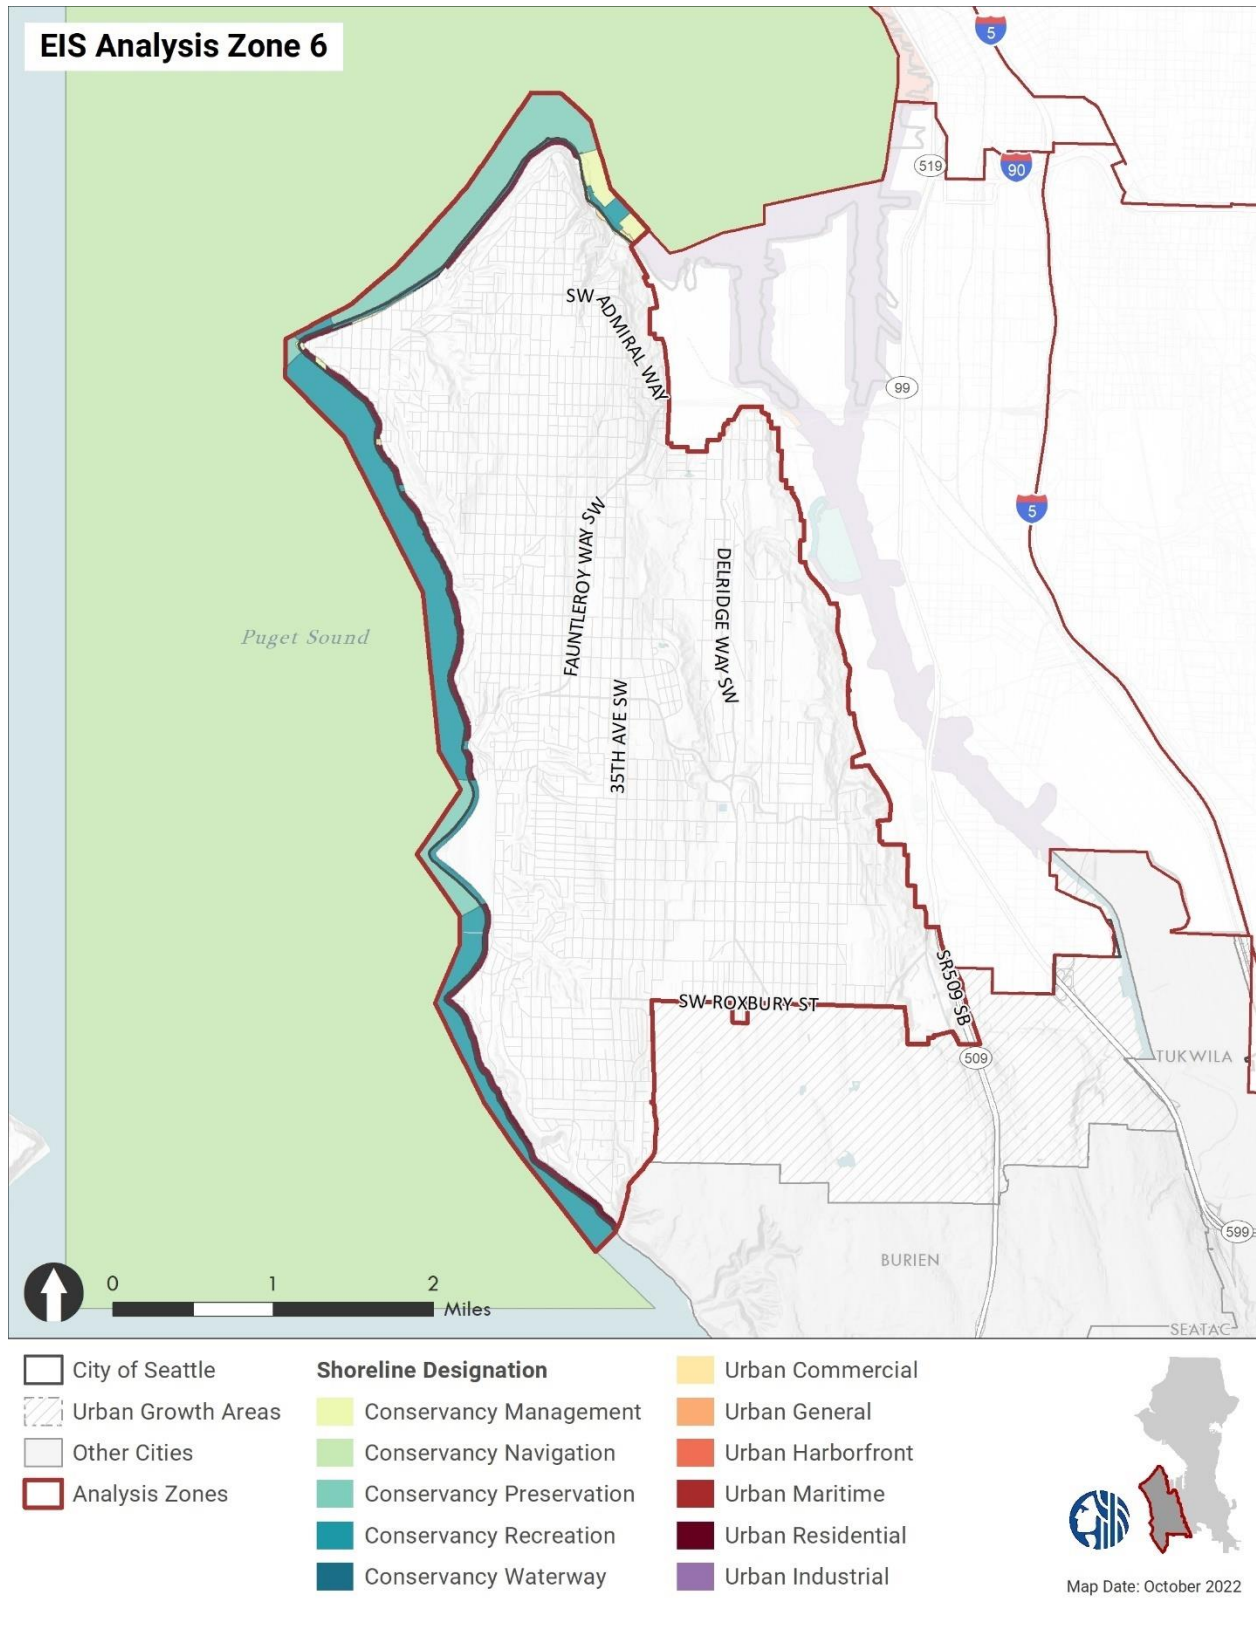 EIS Analysis Zone 6
5
519
90
SW ADMIRAL WAY
99
5
FAUNTLEROY WAY SW
DELRIDGE WAY SW
Puget Sound
35TH AVE SW
SR509 SB
SW ROXBURY ST
509
TUKWILA
599
BURIEN
0 1 2
Miles
SEATAC
City of Seattle
Urban Growth Areas
Other Cities
Analysis Zones
Shoreline Designation
Conservancy Management
Conservancy Navigation
Conservancy Preservation
Conservancy Recreation
Conservancy Waterway
Urban Commercial
Urban General
Urban Harborfront
Urban Maritime
Urban Residential
Urban Industrial
Map Date: October 2022